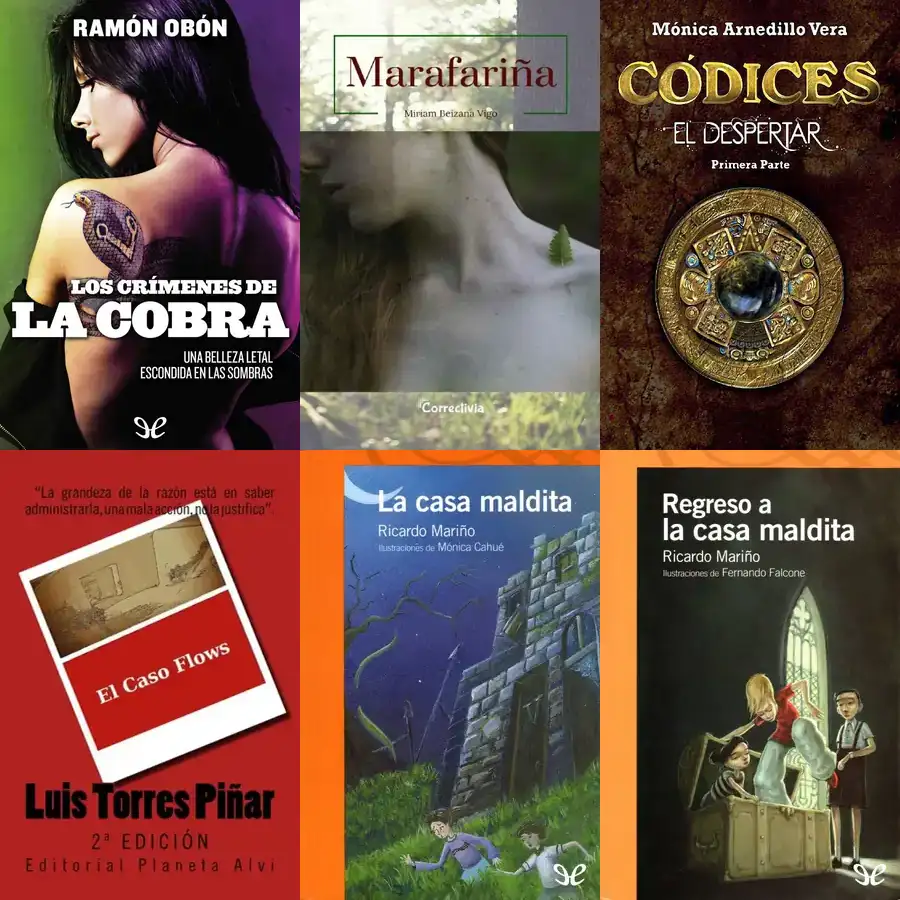 RAMÓN OBÓN
LOS CRÍMENES DE
LA COBRA
UNA BELLEZA LETAL
ESCONDIDA EN LAS SOMBRAS
Marafariña
Miriam Beizana Vigo
Correctivia
Mónica Arnedillo Vera
CÓDICES
EL DESPERTAR
Primera Parte
"La grandeza de la razón está en saber
administrarla, una mala acción, no la justifica".
El Caso Flows
Luis Torres Piñar
2ª EDICIÓN
Editorial Planeta Alvi
La casa maldita
Ricardo Mariño
Ilustraciones de Mónica Cahué
Regreso a
la casa maldita
Ricardo Mariño
Ilustraciones de Fernando Falcone